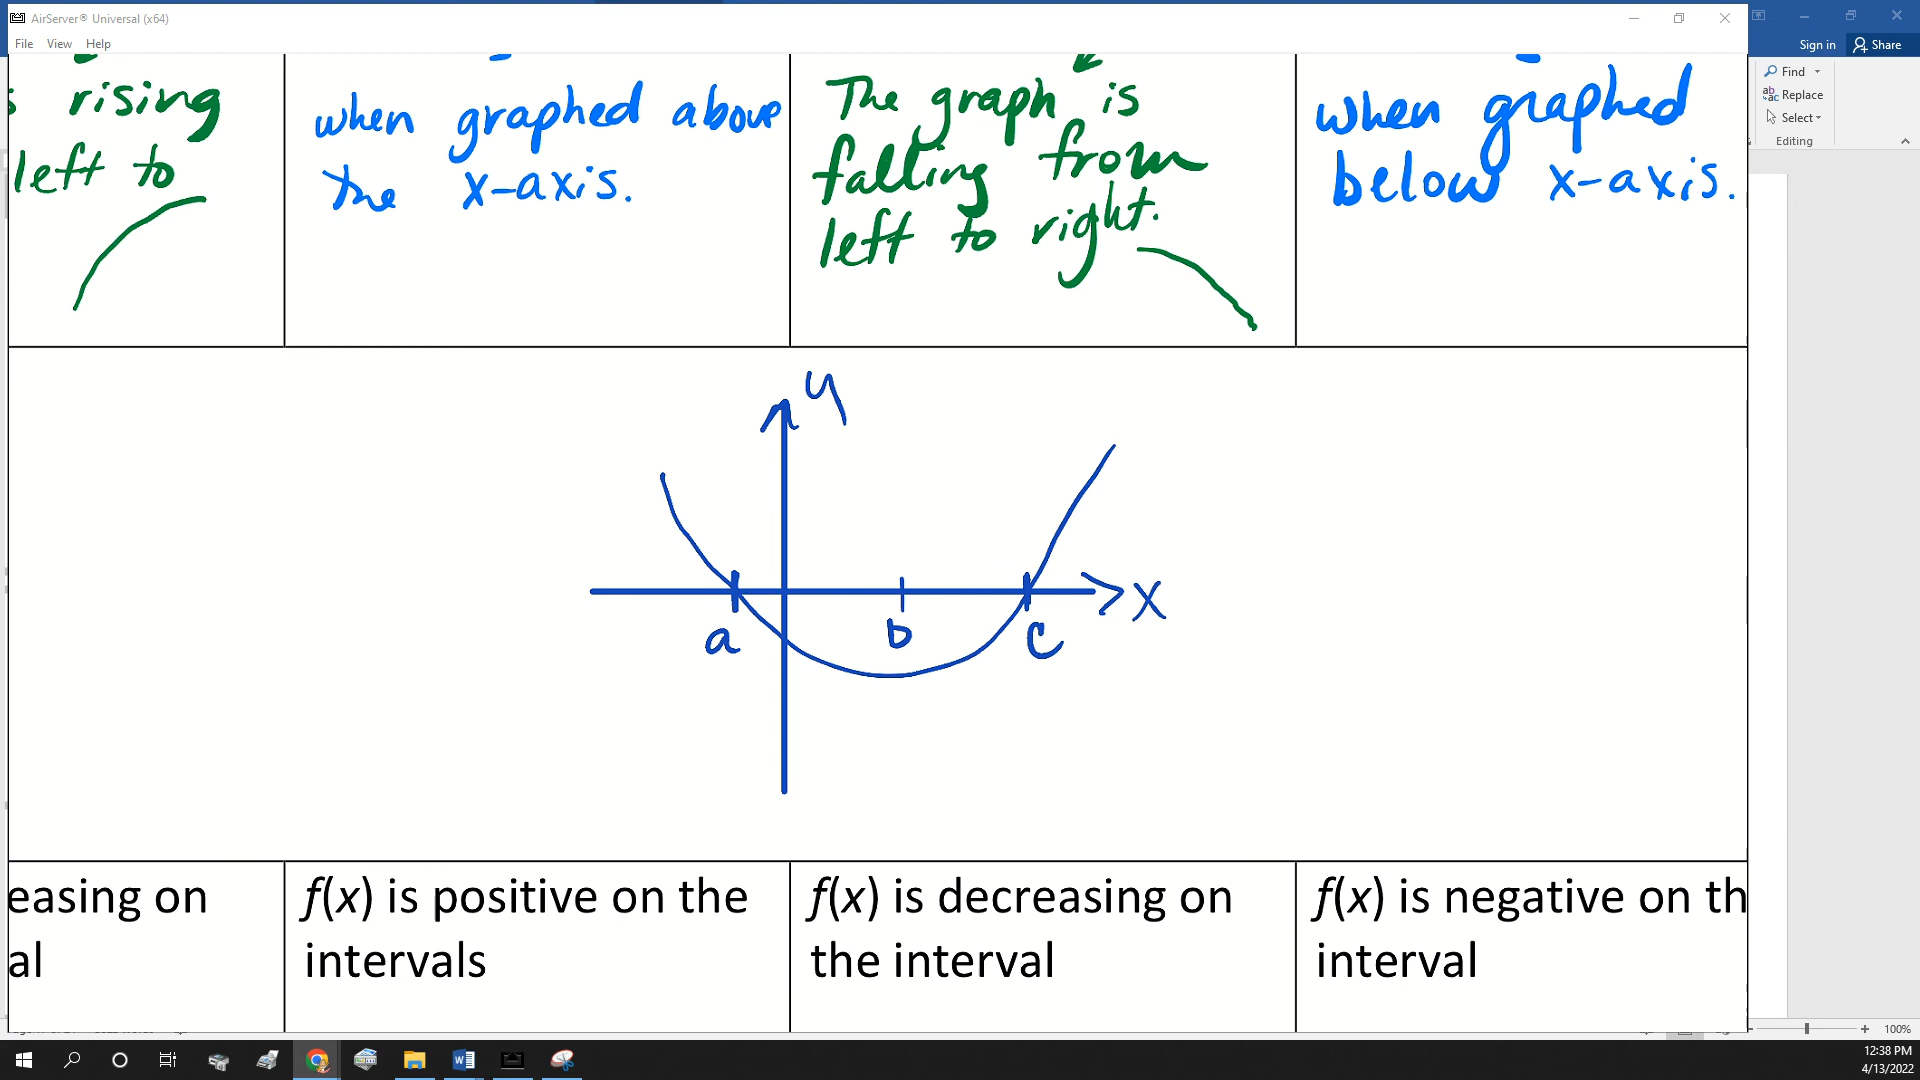 AirServer® Universal (x64)
File View Help
Sign in Share
Find
Replace
Select
Editing
s rising
left to
when graphed above
the x-axis.
The graph is
falling from
left to right.
when graphed
below x-axis.
y
x
a
b
c
easing on
al
f(x) is positive on the
intervals
f(x) is decreasing on
the interval
f(x) is negative on th
interval
100%
12:38 PM
4/13/2022